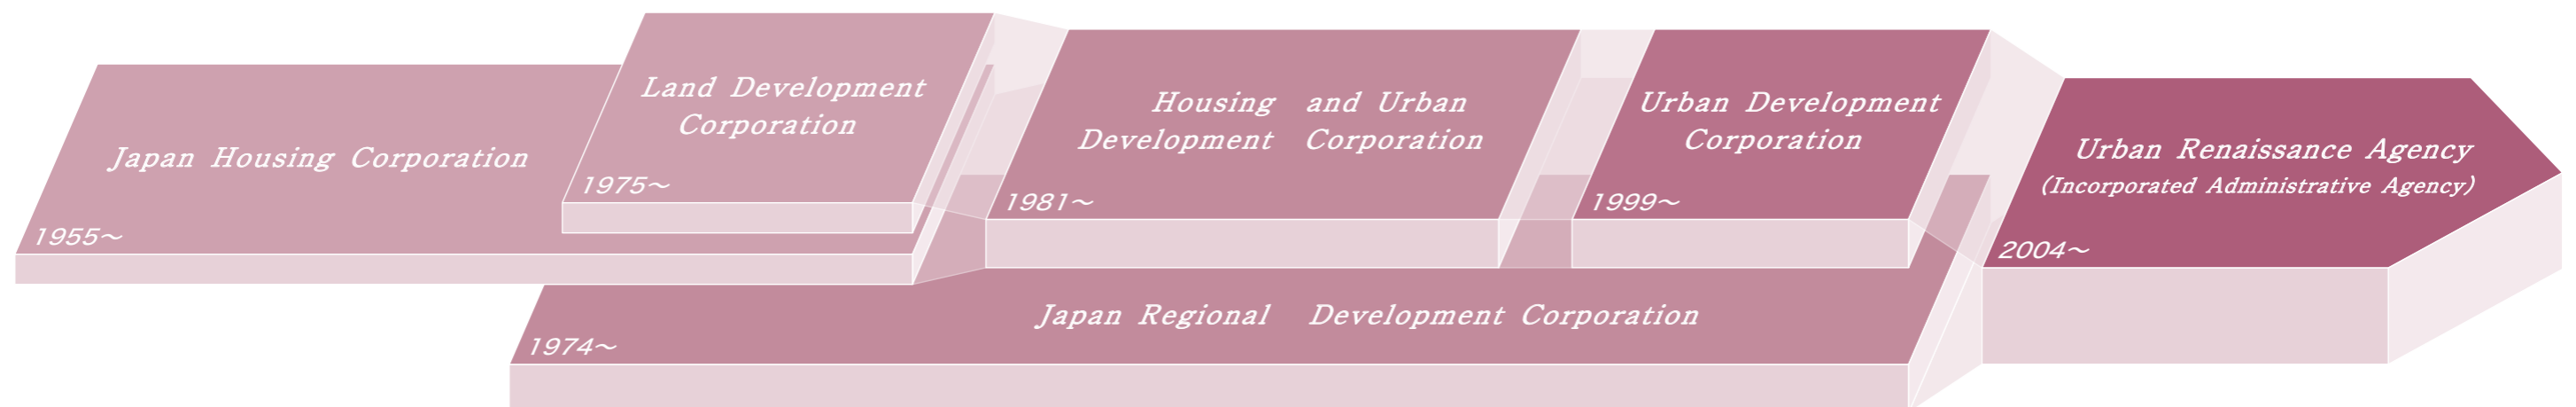 Japan Housing Corporation
1955～
Land Development
Corporation
1975～
Housing and Urban
Development Corporation
1981～
Urban Development
Corporation
1999～
Urban Renaissance Agency
(Incorporated Administrative Agency)
2004～
Japan Regional Development Corporation
1974～